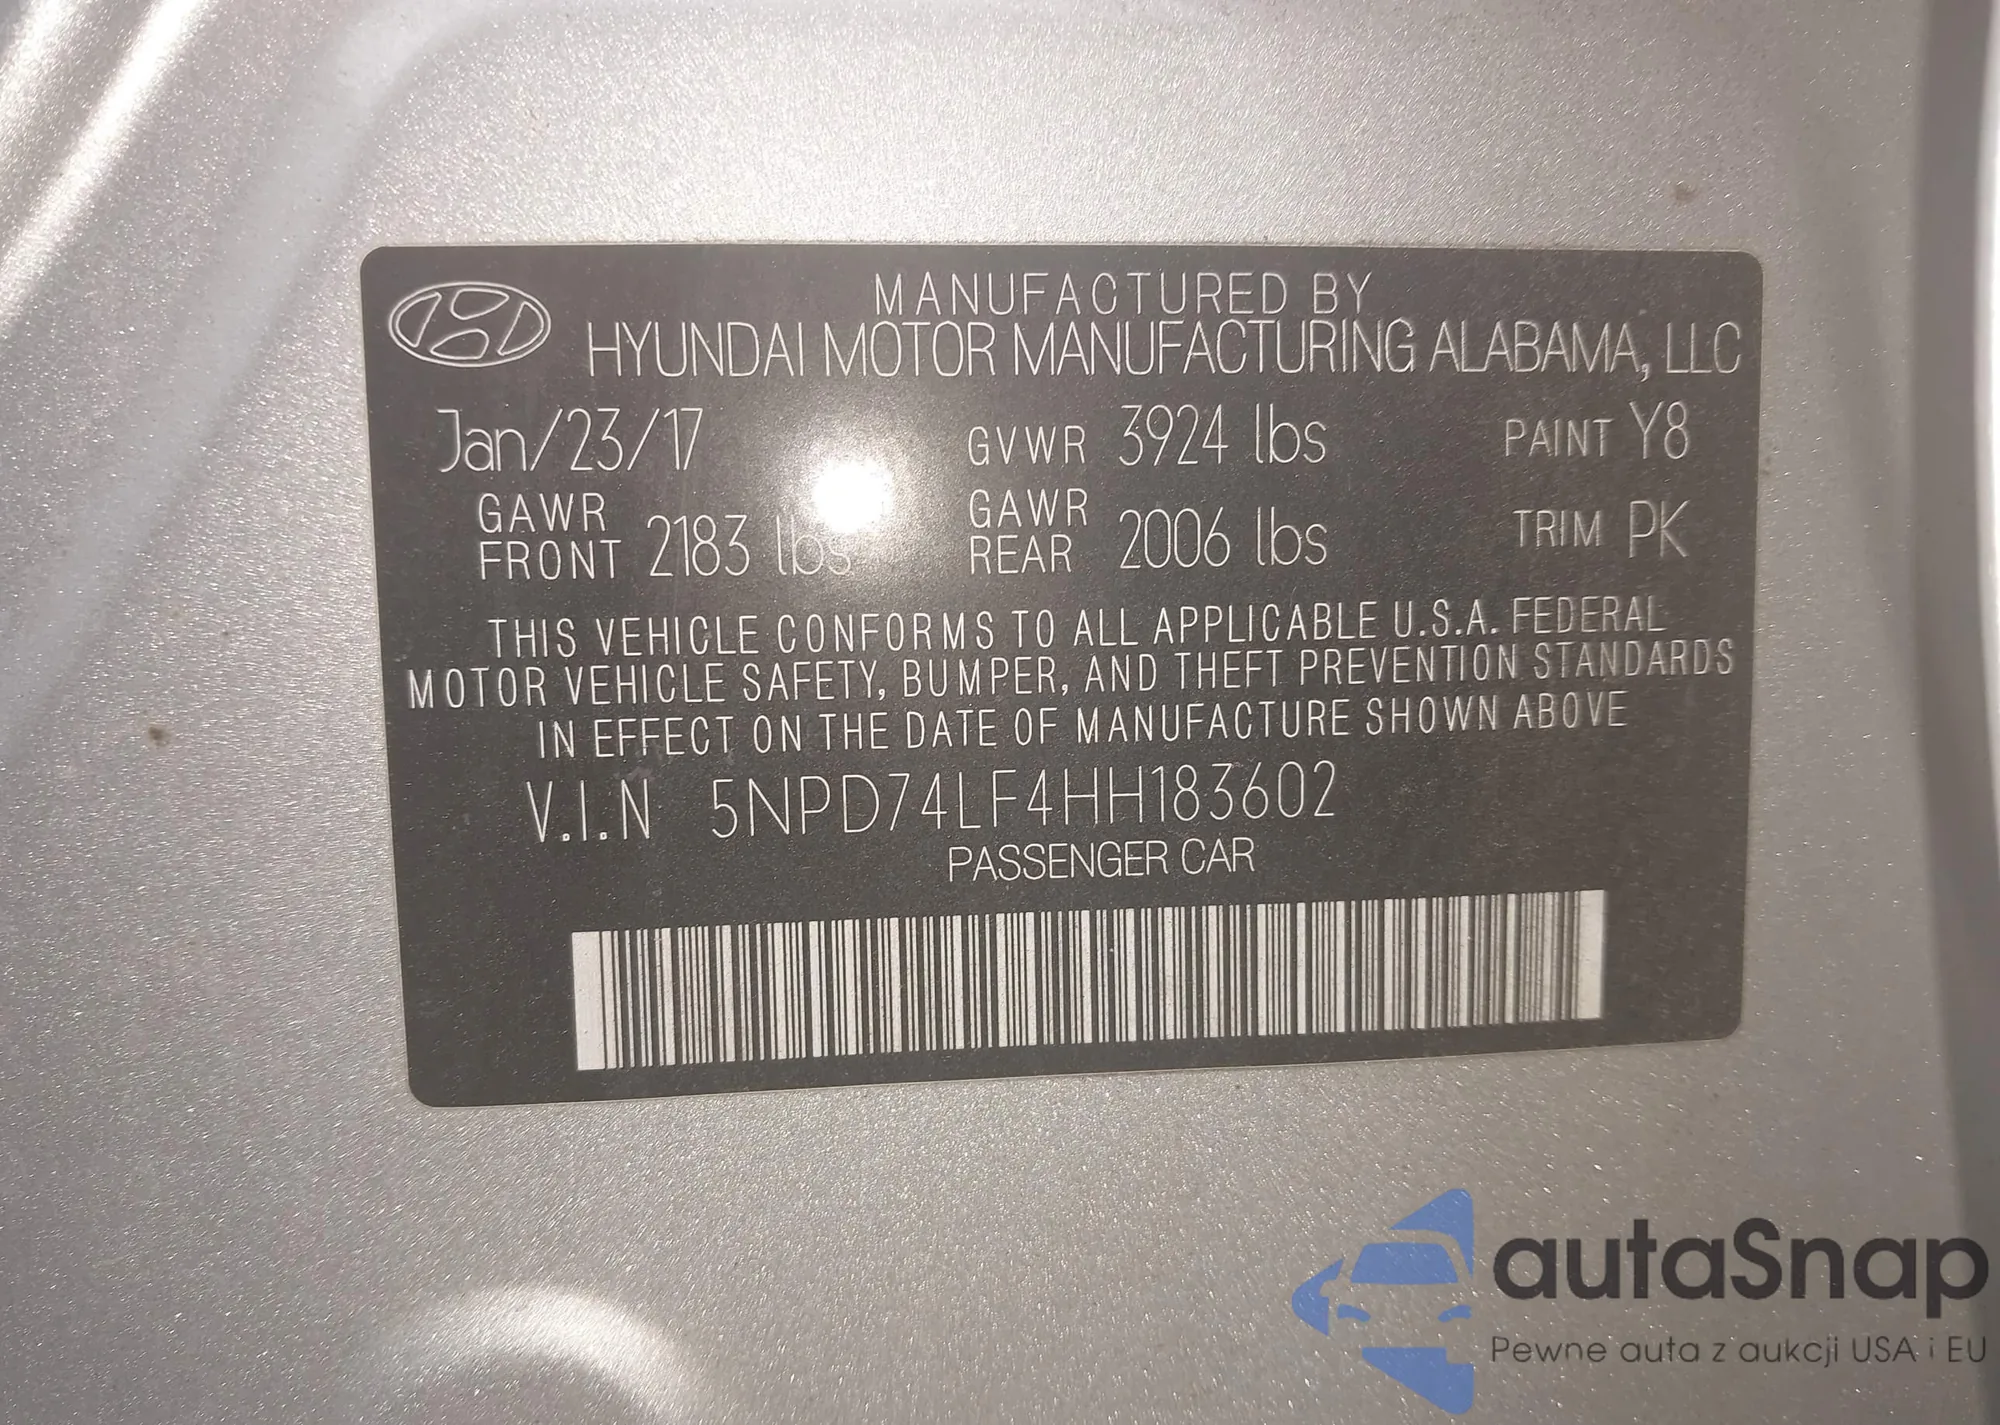 MANUFACTURED BY
HYUNDAI MOTOR MANUFACTURING ALABAMA, LLC
Jan/23/17 GVWR 3924 lbs PAINT Y8
GAWR FRONT 2183 lbs GAWR REAR 2006 lbs TRIM PK
THIS VEHICLE CONFORMS TO ALL APPLICABLE U.S.A. FEDERAL
MOTOR VEHICLE SAFETY, BUMPER, AND THEFT PREVENTION STANDARDS
IN EFFECT ON THE DATE OF MANUFACTURE SHOWN ABOVE
V.I.N 5NPD74LF4HH183602
PASSENGER CAR
autaSnap
Pewne auta z aukcji USA i EU